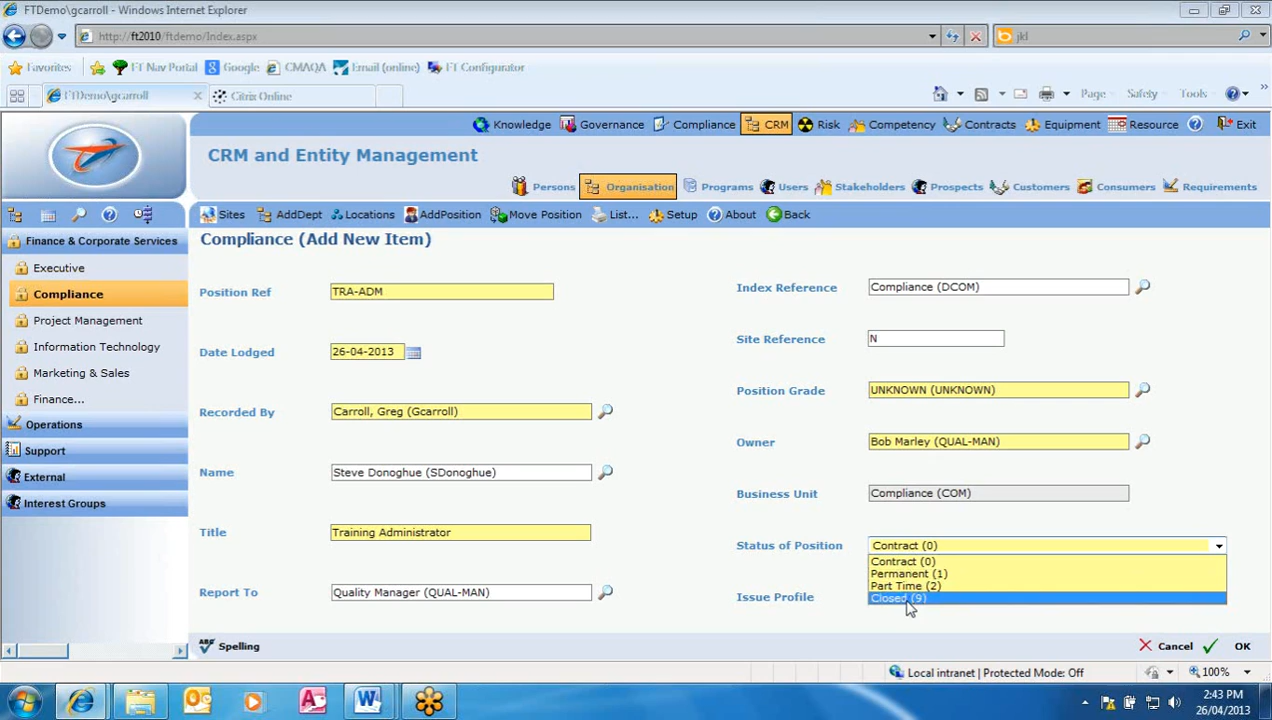 FTDemo\gcarroll - Windows Internet Explorer
http://ft2010/ftdemo/Index.aspx
jkl
Favorites FT Nav Portal Google CMAQA Email (online) FT Configurator
FTDemo\gcarroll Citrix Online Page Safety Tools
Knowledge Governance Compliance CRM Risk Competency Contracts Equipment Resource Exit
CRM and Entity Management
Persons Organisation Programs Users Stakeholders Prospects Customers Consumers Requirements
Sites AddDept Locations AddPosition Move Position List... Setup About Back
Finance & Corporate Services
Executive
Compliance
Project Management
Information Technology
Marketing & Sales
Finance...
Operations
Support
External
Interest Groups
Compliance (Add New Item)
Position Ref TRA-ADM
Date Lodged 26-04-2013
Recorded By Carroll, Greg (Gcarroll)
Name Steve Donoghue (SDonoghue)
Title Training Administrator
Report To Quality Manager (QUAL-MAN)
Index Reference Compliance (DCOM)
Site Reference N
Position Grade UNKNOWN (UNKNOWN)
Owner Bob Marley (QUAL-MAN)
Business Unit Compliance (COM)
Status of Position Contract (0)
Contract (0)
Permanent (1)
Part Time (2)
Closed (9)
Issue Profile
ABC Spelling Cancel OK
Local intranet | Protected Mode: Off 100%
2:43 PM
26/04/2013